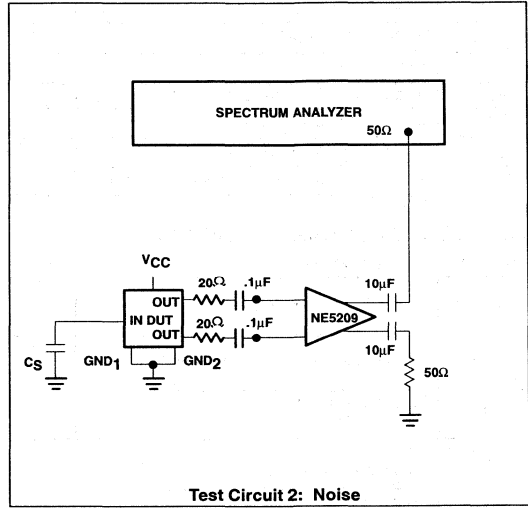 SPECTRUM ANALYZER
50Ω
VCC
20Ω
.1µF
10µF
OUT
IN DUT
OUT
20Ω
.1µF
NE5209
10µF
CS
GND1
GND2
50Ω
Test Circuit 2: Noise